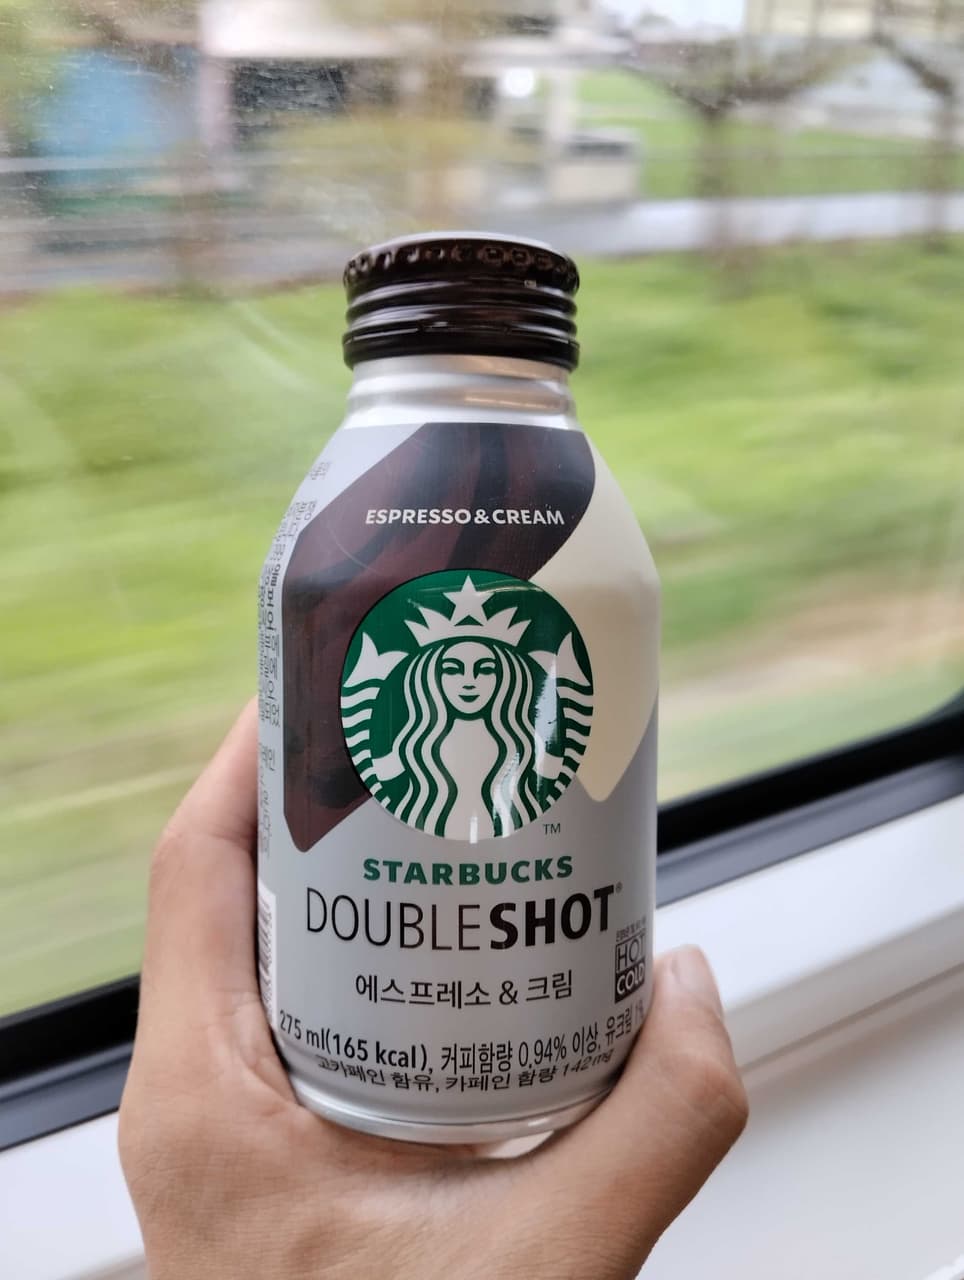 ESPRESSO & CREAM
TM
STARBUCKS
DOUBLESHOT®
에스프레소 & 크림
HOT
COLD
275 ml(165 kcal), 커피함량 0.94% 이상, 유크림
고카페인 함유, 카페인 함량 142mg